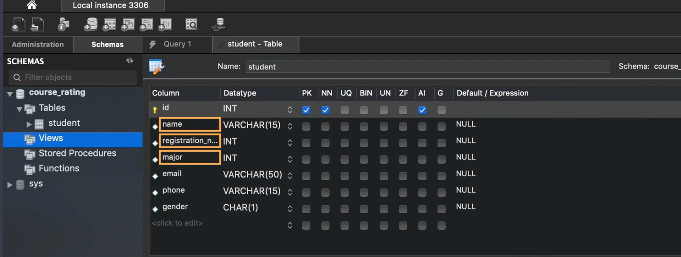 Local instance 3306
Administration Schemas Query 1 student - Table
SCHEMAS Name: student Schema: course_
Filter objects
course_rating
Tables
student
Views
Stored Procedures
Functions
sys
Column Datatype PK NN UQ BIN UN ZF AI G Default / Expression
id INT
name VARCHAR(15) NULL
registration_n... INT NULL
major INT NULL
email VARCHAR(50) NULL
phone VARCHAR(15) NULL
gender CHAR(1) NULL
<click to edit>